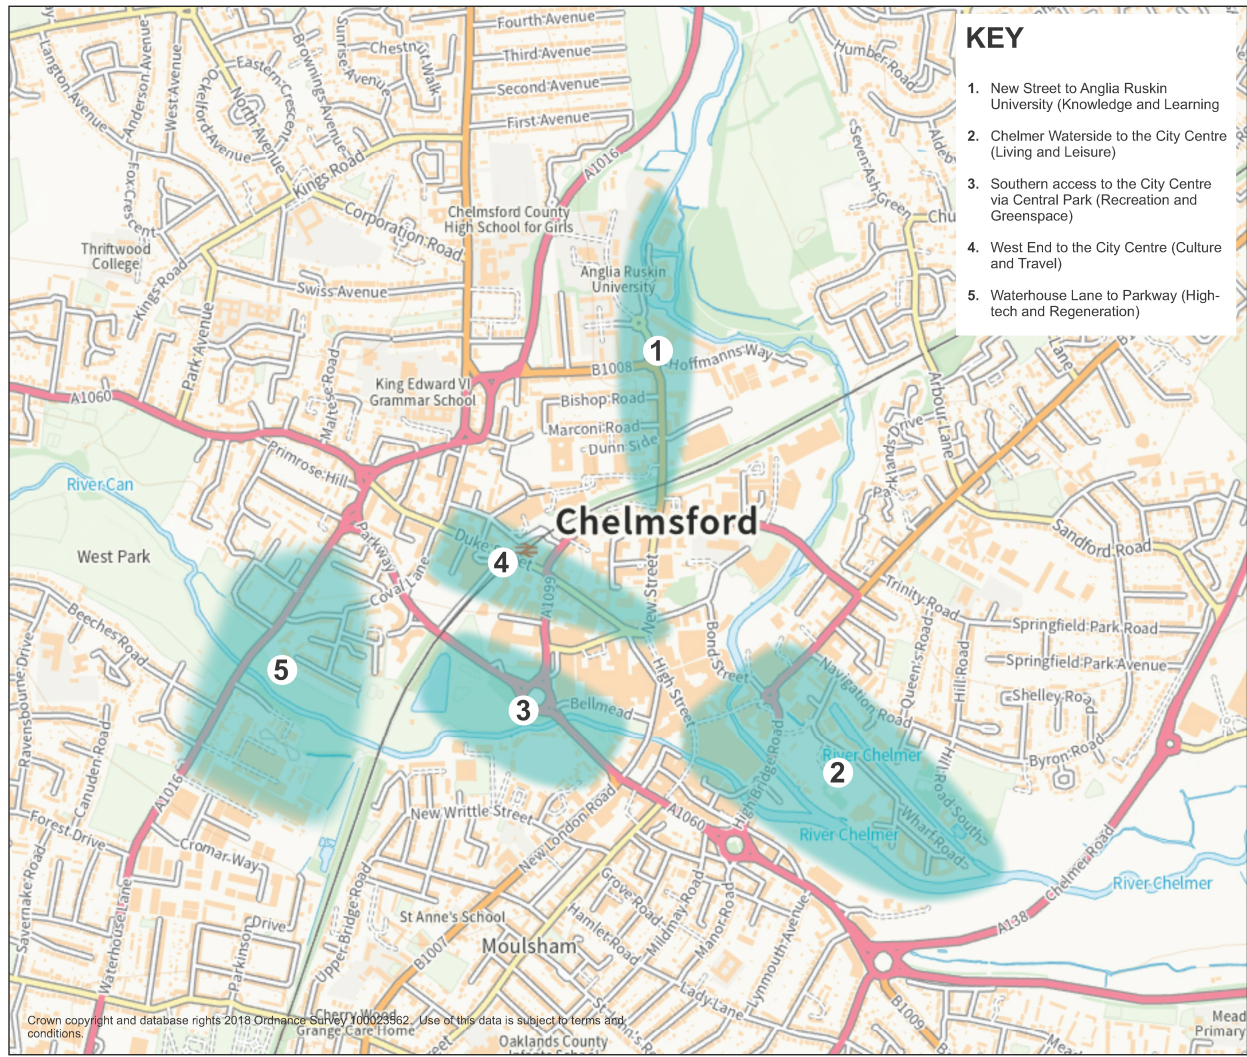 KEY
1. New Street to Anglia Ruskin
University (Knowledge and Learning
2. Chelmer Waterside to the City Centre
(Living and Leisure)
3. Southern access to the City Centre
via Central Park (Recreation and
Greenspace)
4. West End to the City Centre (Culture
and Travel)
5. Waterhouse Lane to Parkway (High-
tech and Regeneration)
Fourth Avenue
Third Avenue
Second Avenue
First Avenue
Langton Avenue
Anderson Avenue
West Avenue
Ockelford Avenue
North Avenue
Eastern Crescent
Brownings Avenue
Sunrise Avenue
Chestnut Walk
Humber Road
Seven Ash Green
Aldeb
Chu
Fox Crescent
Kings Road
Corporation Road
A1016
Chelmsford County
High School for Girls
Thriftwood
College
Kings Road
Swiss Avenue
Anglia Ruskin
University
Park Avenue
Maltese Road
1
Hoffmanns Way
B1008
King Edward VI
Grammar School
Lane
A1060
Bishop Road
Marconi Road
Dunn Side
Arbour Lane
Parklands Drive
Primrose Hill
River Can
Chelmsford
West Park
Parkway
Duke Street
4
Coval Lane
A1099
New Street
Sandford Road
Trinity Road
Springfield Park Road
Springfield Park Avenue
Beeches Road
Bond Street
Ravensbourne Drive
5
High Street
Navigation Road
Queen's Road
Hill Road
Shelley Road
3
Bellmead
Canuden Road
River Chelmer
2
High Bridge Road
Byron Road
Hill Road South
A1016
New Writtle Street
New London Road
A1060
River Chelmer
Wharf Road
Forest Drive
Cromar Way
Savernake Road
Chelmer Road
River Chelmer
Waterhouse Lane
Upper Bridge Road
Grove Road
Hamlet Road
Mildmay Road
Manor Road
Lynmouth Avenue
A138
St Anne's School
Moulsham
Parkinson
Drive
B1007
Lady Lane
B1009
Cherry Wood
Grange Care Home
Oaklands County
Infants School
Mead
Primary
Crown copyright and database rights 2018 Ordnance Survey 100023562. Use of this data is subject to terms and
conditions.